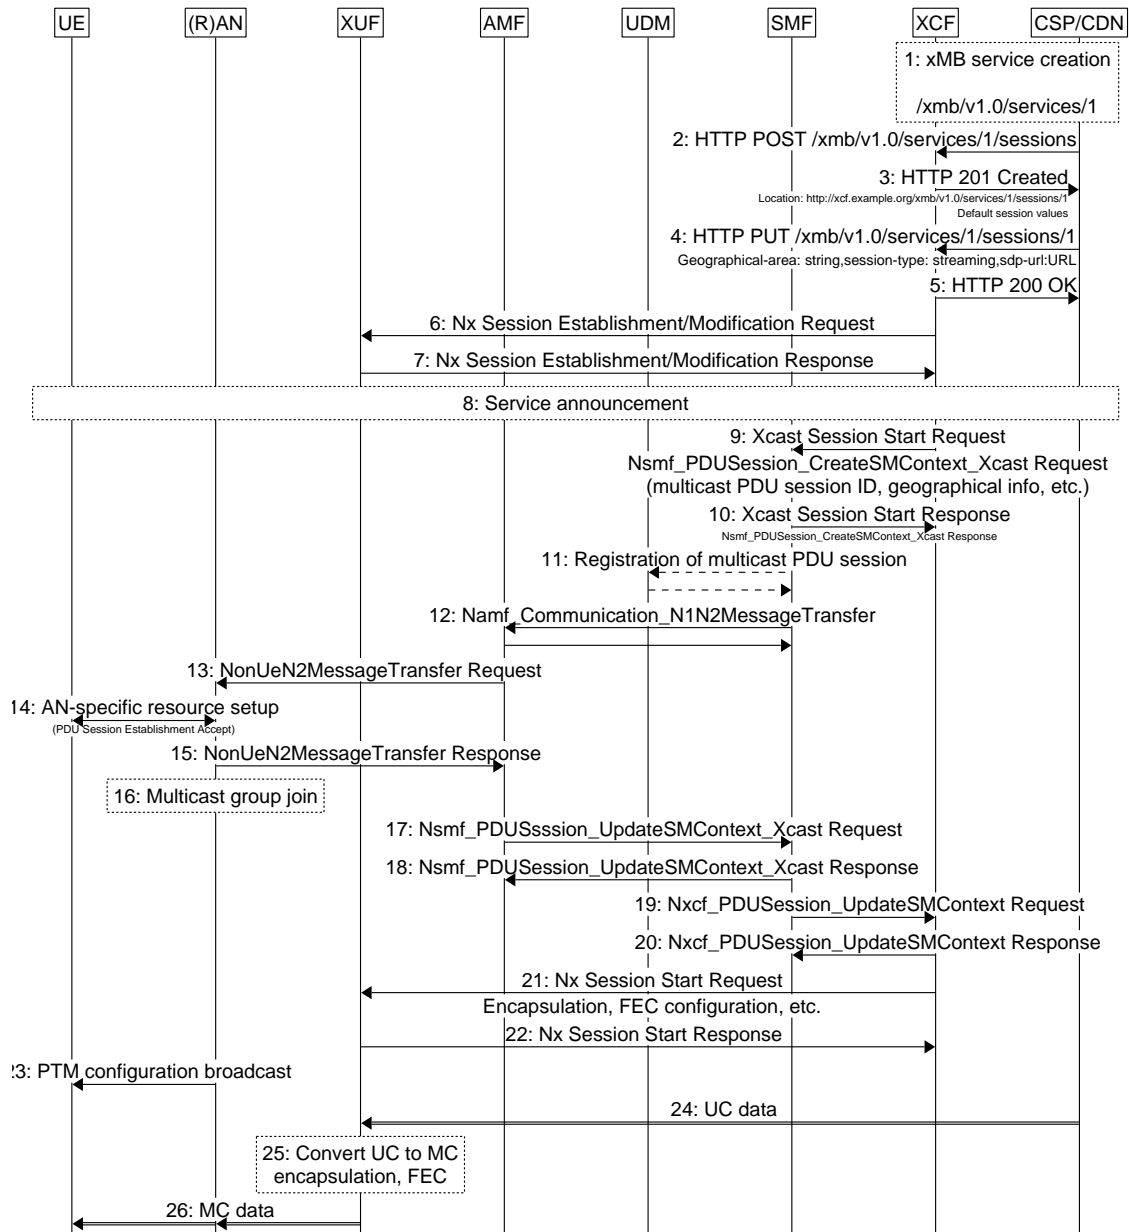 UE (R)AN XUF AMF UDM SMF XCF CSP/CDN
1: xMB service creation
/xmb/v1.0/services/1
2: HTTP POST /xmb/v1.0/services/1/sessions
3: HTTP 201 Created
Location: http://xcf.example.org/xmb/v1.0/services/1/sessions/1
Default session values
4: HTTP PUT /xmb/v1.0/services/1/sessions/1
Geographical-area: string,session-type: streaming,sdp-url:URL
5: HTTP 200 OK
6: Nx Session Establishment/Modification Request
7: Nx Session Establishment/Modification Response
8: Service announcement
9: Xcast Session Start Request
Nsmf_PDUSession_CreateSMContext_Xcast Request
(multicast PDU session ID, geographical info, etc.)
10: Xcast Session Start Response
Nsmf_PDUSession_CreateSMContext_Xcast Response
11: Registration of multicast PDU session
12: Namf_Communication_N1N2MessageTransfer
13: NonUeN2MessageTransfer Request
14: AN-specific resource setup
(PDU Session Establishment Accept)
15: NonUeN2MessageTransfer Response
16: Multicast group join
17: Nsmf_PDUSsssion_UpdateSMContext_Xcast Request
18: Nsmf_PDUSession_UpdateSMContext_Xcast Response
19: Nxcf_PDUSession_UpdateSMContext Request
20: Nxcf_PDUSession_UpdateSMContext Response
21: Nx Session Start Request
Encapsulation, FEC configuration, etc.
22: Nx Session Start Response
23: PTM configuration broadcast
24: UC data
25: Convert UC to MC
encapsulation, FEC
26: MC data